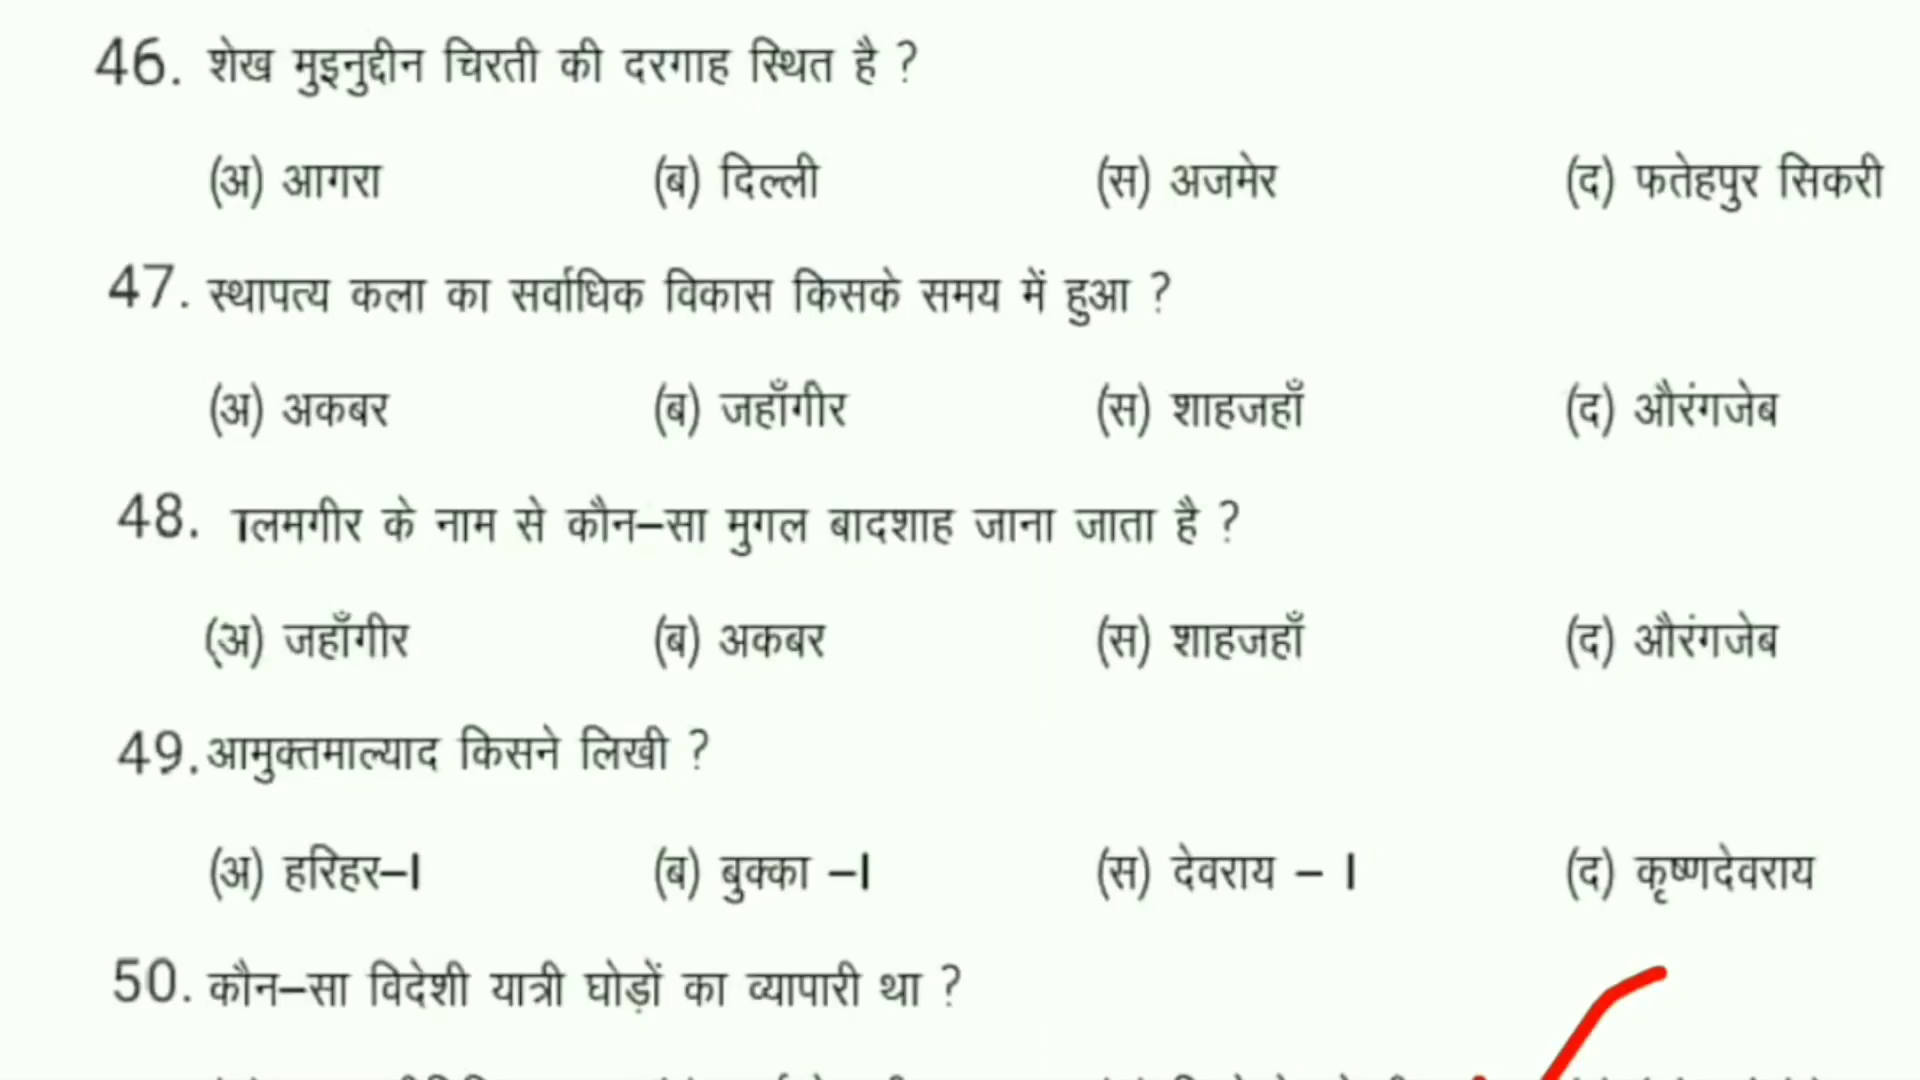 46. शेख मुइनुद्दीन चिरती की दरगाह स्थित है ?
(अ) आगरा (ब) दिल्ली (स) अजमेर (द) फतेहपुर सिकरी
47. स्थापत्य कला का सर्वाधिक विकास किसके समय में हुआ ?
(अ) अकबर (ब) जहाँगीर (स) शाहजहाँ (द) औरंगजेब
48. ालमगीर के नाम से कौन–सा मुगल बादशाह जाना जाता है ?
(अ) जहाँगीर (ब) अकबर (स) शाहजहाँ (द) औरंगजेब
49. आमुक्तमाल्याद किसने लिखी ?
(अ) हरिहर–I (ब) बुक्का –I (स) देवराय – I (द) कृष्णदेवराय
50. कौन–सा विदेशी यात्री घोड़ों का व्यापारी था ?